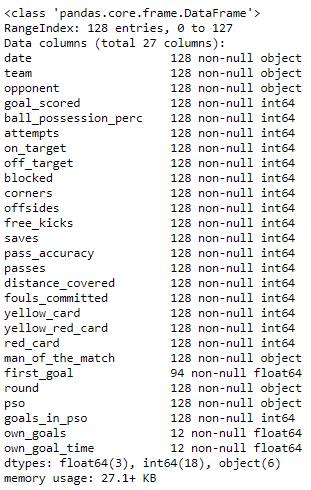 <class 'pandas.core.frame.DataFrame'>
RangeIndex: 128 entries, 0 to 127
Data columns (total 27 columns):
date                    128 non-null object
team                    128 non-null object
opponent                128 non-null object
goal_scored             128 non-null int64
ball_possession_perc    128 non-null int64
attempts                128 non-null int64
on_target               128 non-null int64
off_target              128 non-null int64
blocked                 128 non-null int64
corners                 128 non-null int64
offsides                128 non-null int64
free_kicks              128 non-null int64
saves                   128 non-null int64
pass_accuracy           128 non-null int64
passes                  128 non-null int64
distance_covered        128 non-null int64
fouls_committed         128 non-null int64
yellow_card             128 non-null int64
yellow_red_card         128 non-null int64
red_card                128 non-null int64
man_of_the_match        128 non-null object
first_goal              94 non-null float64
round                   128 non-null object
pso                     128 non-null object
goals_in_pso            128 non-null int64
own_goals               12 non-null float64
own_goal_time           12 non-null float64
dtypes: float64(3), int64(18), object(6)
memory usage: 27.1+ KB